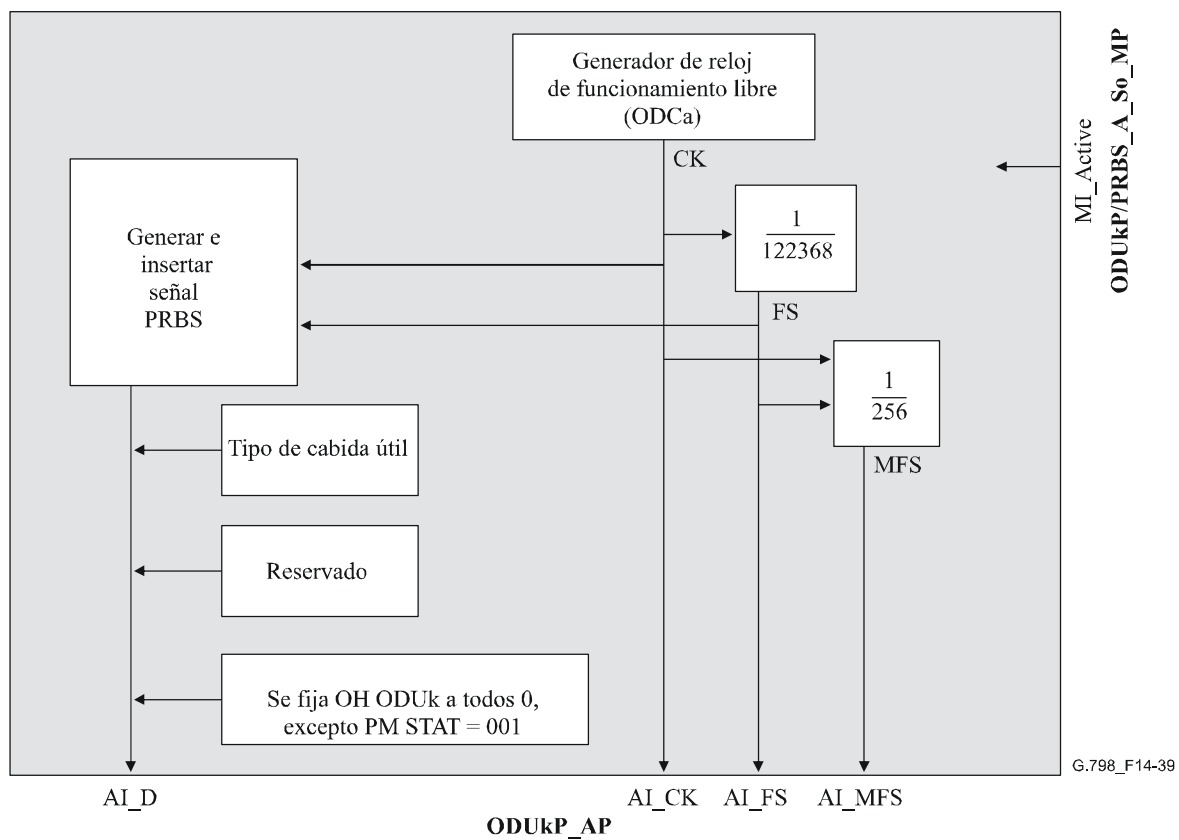 Generador de reloj
de funcionamiento libre
(ODCa)
CK
MI_Active
ODUkP/PRBS_A_So_MP
Generar e
insertar
señal
PRBS
1
122368
FS
1
256
MFS
Tipo de cabida útil
Reservado
Se fija OH ODUk a todos 0,
excepto PM STAT = 001
G.798_F14-39
AI_D
AI_CK
AI_FS
AI_MFS
ODUkP_AP